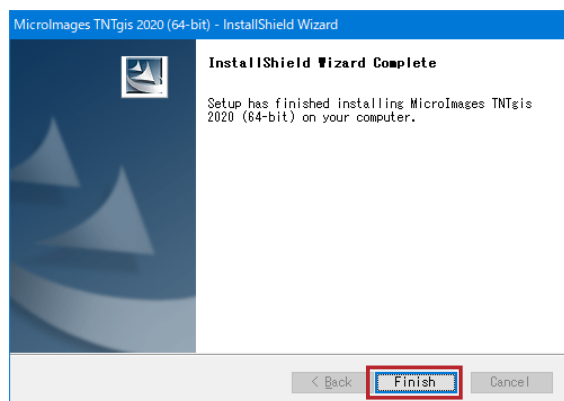 MicroImages TNTgis 2020 (64-bit) - InstallShield Wizard
InstallShield Wizard Complete
Setup has finished installing MicroImages TNTgis
2020 (64-bit) on your computer.
< Back
Finish
Cancel